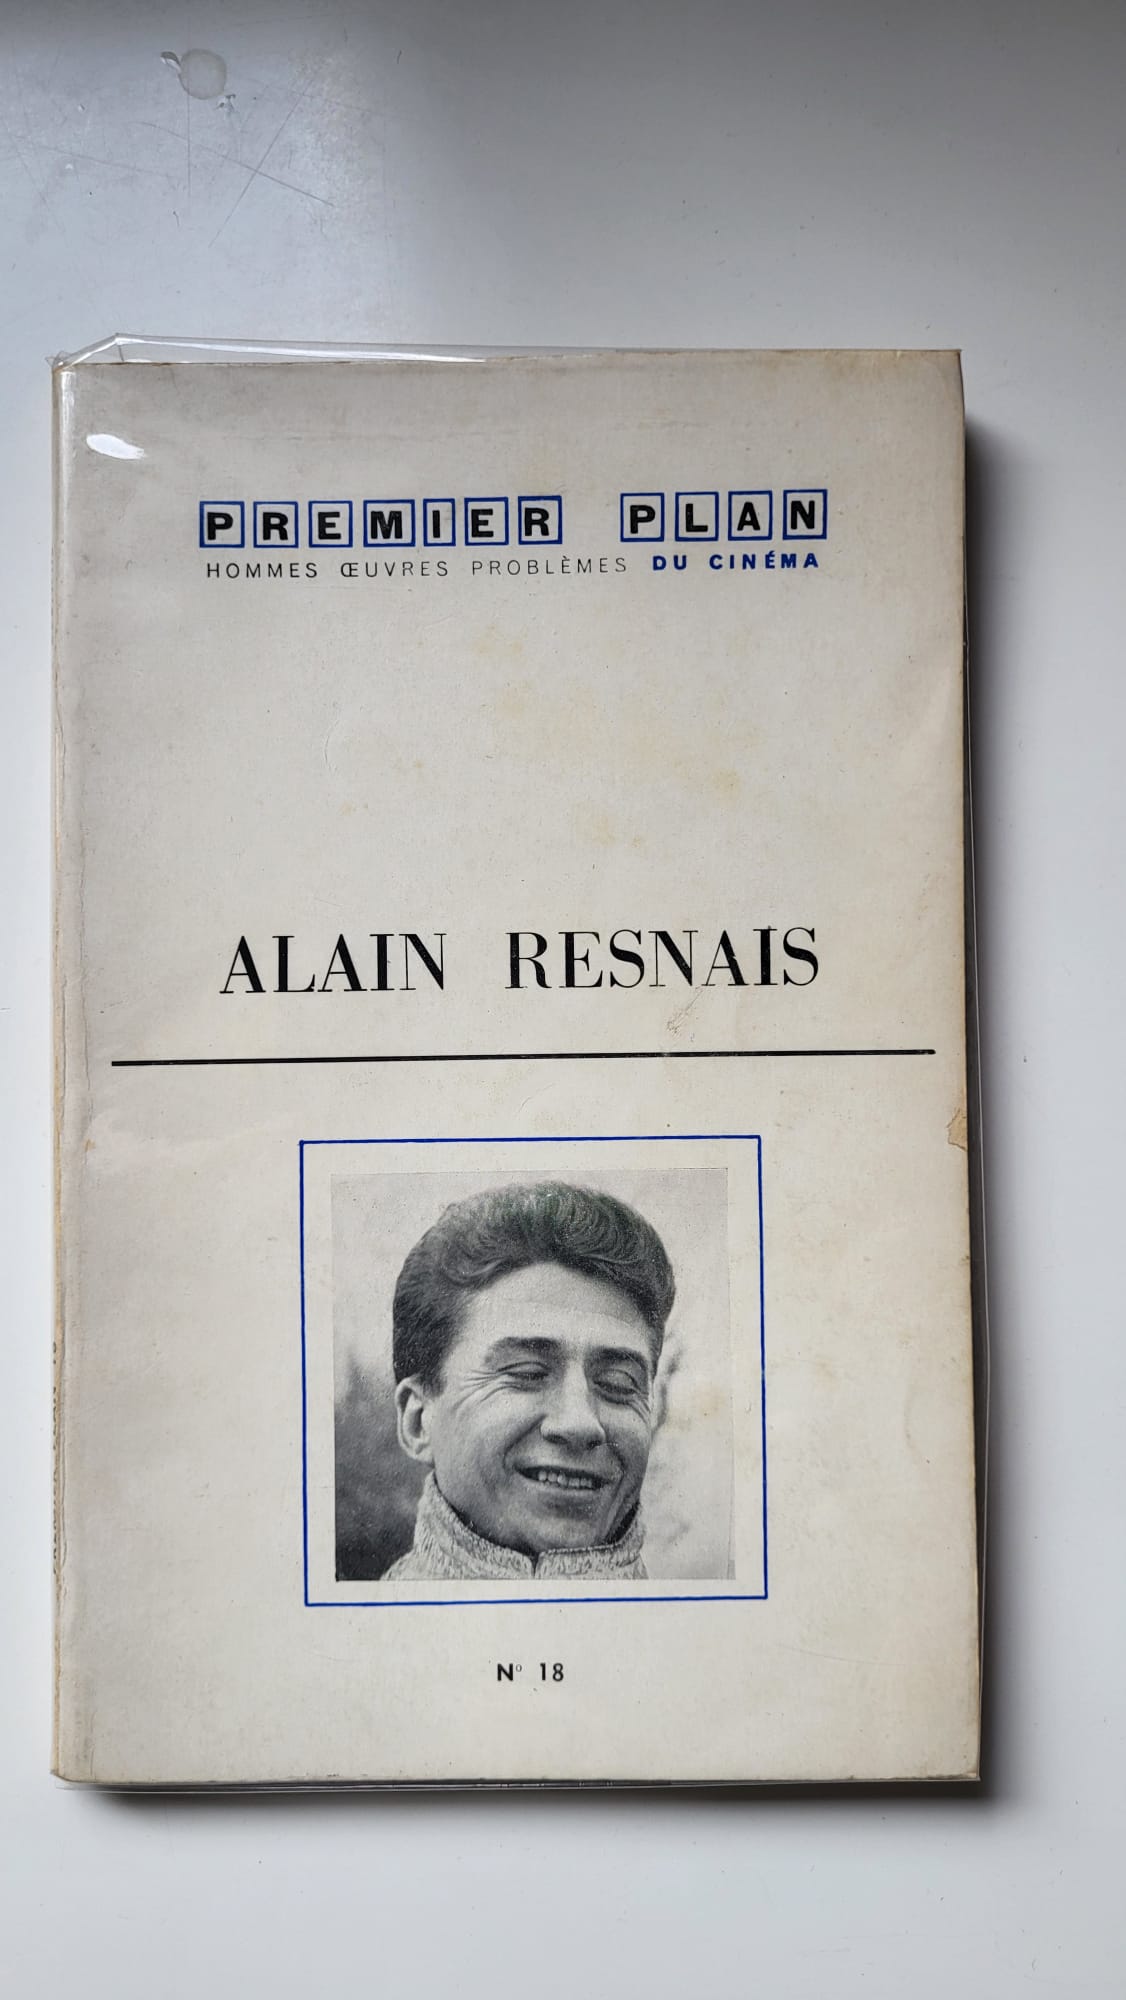 PREMIER PLAN
HOMMES ŒUVRES PROBLÈMES DU CINÉMA
ALAIN RESNAIS
N° 18